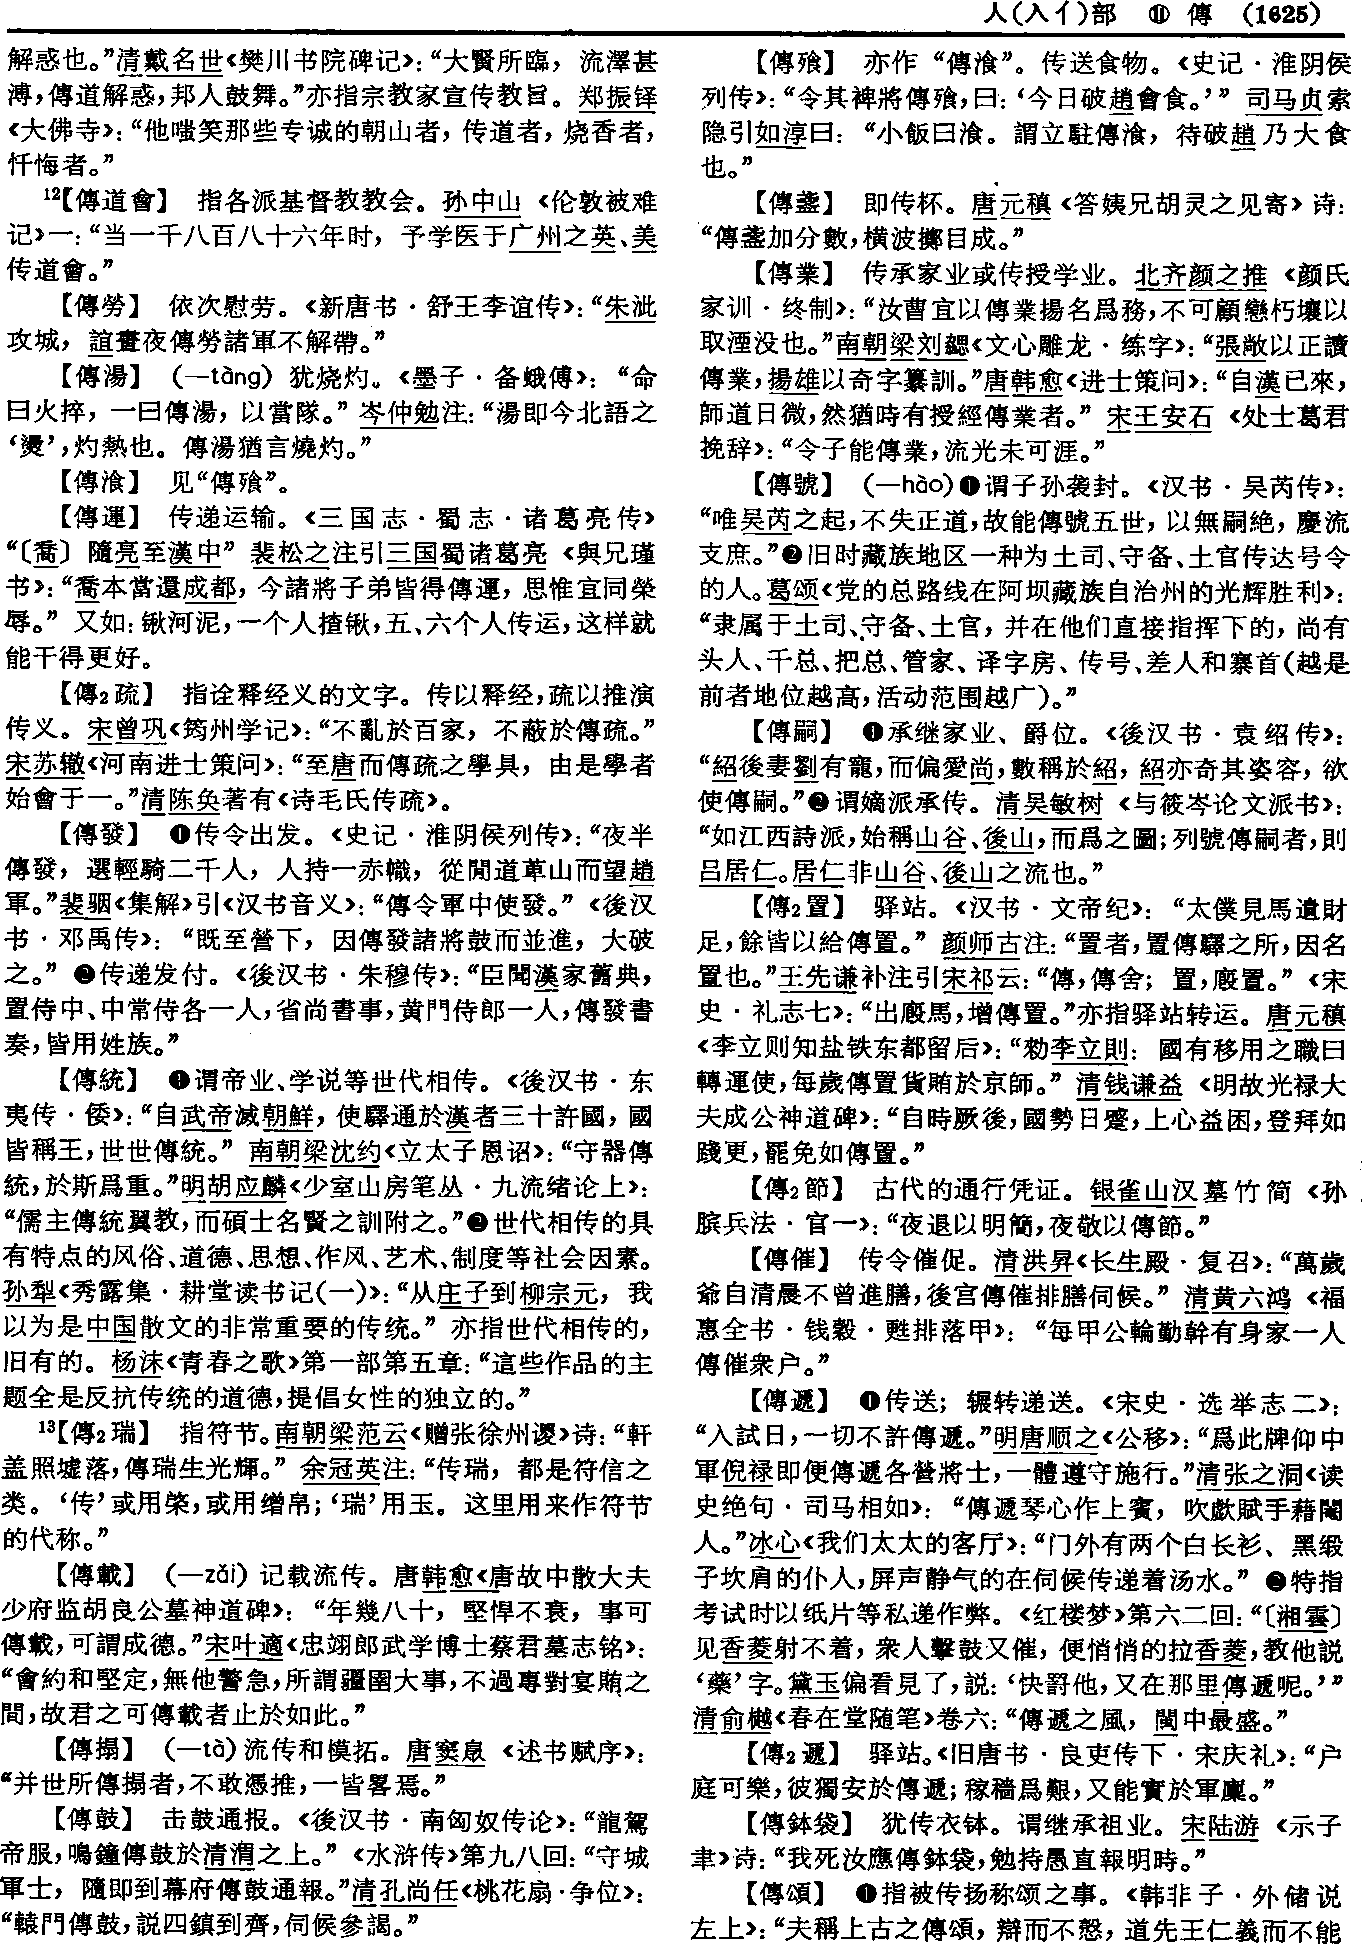 人(入亻)部 ⑪ 傳 (1625)
解惑也。”清戴名世《樊川书院碑记》：“大賢所臨，流澤甚
溥，傳道解惑，邦人鼓舞。”亦指宗教家宣传教旨。郑振铎
《大佛寺》：“他嗤笑那些专诚的朝山者，传道者，烧香者，
忏悔者。”
12【傳道會】 指各派基督教教会。孙中山《伦敦被难
记》一：“当一千八百八十六年时，予学医于广州之英、美
传道會。”
【傳勞】 依次慰劳。《新唐书·舒王李谊传》：“朱泚
攻城，誼晝夜傳勞諸軍不解帶。”
【傳湯】 （—tàng）犹烧灼。《墨子·备蛾傅》：“命
曰火捽，一曰傳湯，以當隊。”岑仲勉注：“湯即今北語之
‘燙’，灼熱也。傳湯猶言燒灼。”
【傳湌】 见“傳飱”。
【傳運】 传递运输。《三国志·蜀志·诸葛亮传》
“〔喬〕隨亮至漢中”裴松之注引三国蜀诸葛亮《與兄瑾
书》：“喬本當還成都，今諸將子弟皆得傳運，思惟宜同榮
辱。”又如：锹河泥，一个人揸锹，五、六个人传运，这样就
能干得更好。
【傳2疏】 指诠释经义的文字。传以释经，疏以推演
传义。宋曾巩《筠州学记》：“不亂於百家，不蔽於傳疏。”
宋苏辙《河南进士策问》：“至唐而傳疏之學具，由是學者
始會于一。”清陈奂著有《诗毛氏传疏》。
【傳發】 ❶传令出发。《史记·淮阴侯列传》：“夜半
傳發，選輕騎二千人，人持一赤幟，從閒道萆山而望趙
軍。”裴骃《集解》引《汉书音义》：“傳令軍中使發。”《後汉
书·邓禹传》：“既至營下，因傳發諸將鼓而並進，大破
之。”❷传递发付。《後汉书·朱穆传》：“臣聞漢家舊典，
置侍中、中常侍各一人，省尚書事，黄門侍郎一人，傳發書
奏，皆用姓族。”
【傳統】 ❶谓帝业、学说等世代相传。《後汉书·东
夷传·倭》：“自武帝滅朝鮮，使驛通於漢者三十許國，國
皆稱王，世世傳統。”南朝梁沈约《立太子恩诏》：“守器傳
統，於斯爲重。”明胡应麟《少室山房笔丛·九流绪论上》：
“儒主傳統翼教，而碩士名賢之訓附之。”❷世代相传的具
有特点的风俗、道德、思想、作风、艺术、制度等社会因素。
孙犁《秀露集·耕堂读书记（一）》：“从庄子到柳宗元，我
以为是中国散文的非常重要的传统。”亦指世代相传的，
旧有的。杨沫《青春之歌》第一部第五章：“這些作品的主
题全是反抗传统的道德，提倡女性的独立的。”
13【傳2瑞】 指符节。南朝梁范云《赠张徐州谡》诗：“軒
盖照墟落，傳瑞生光輝。”余冠英注：“传瑞，都是符信之
类。‘传’或用棨，或用缯帛；‘瑞’用玉。这里用来作符节
的代称。”
【傳載】 （—zǎi）记载流传。唐韩愈《唐故中散大夫
少府监胡良公墓神道碑》：“年幾八十，堅悍不衰，事可
傳載，可謂成德。”宋叶適《忠翊郎武学博士蔡君墓志铭》：
“會約和堅定，無他警急，所謂疆圉大事，不過專對宴賄之
間，故君之可傳載者止於如此。”
【傳搨】 （—tà）流传和模拓。唐窦臮《述书赋序》：
“并世所傳搨者，不敢憑推，一皆畧焉。”
【傳鼓】 击鼓通报。《後汉书·南匈奴传论》：“龍駕
帝服，鳴鐘傳鼓於清渭之上。”《水浒传》第九八回：“守城
軍士，隨即到幕府傳鼓通報。”清孔尚任《桃花扇·争位》：
“轅門傳鼓，説四鎮到齊，伺候參謁。”
【傳飱】 亦作“傳湌”。传送食物。《史记·淮阴侯
列传》：“令其裨將傳飱，曰：‘今日破趙會食。’”司马贞索
隐引如淳曰：“小飯曰湌。謂立駐傳湌，待破趙乃大食
也。”
【傳盞】 即传杯。唐元稹《答姨兄胡灵之见寄》诗：
“傳盞加分數，横波擲目成。”
【傳業】 传承家业或传授学业。北齐颜之推《颜氏
家训·终制》：“汝曹宜以傳業揚名爲務，不可顧戀朽壤以
取湮没也。”南朝梁刘勰《文心雕龙·练字》：“張敞以正讀
傳業，揚雄以奇字纂訓。”唐韩愈《进士策问》：“自漢已來，
師道日微，然猶時有授經傳業者。”宋王安石《处士葛君
挽辞》：“令子能傳業，流光未可涯。”
【傳號】 （—hào）❶谓子孙袭封。《汉书·吴芮传》：
“唯吴芮之起，不失正道，故能傳號五世，以無嗣絶，慶流
支庶。”❷旧时藏族地区一种为土司、守备、土官传达号令
的人。葛颂《党的总路线在阿坝藏族自治州的光辉胜利》：
“隶属于土司、守备、土官，并在他们直接指挥下的，尚有
头人、千总、把总、管家、译字房、传号、差人和寨首（越是
前者地位越高，活动范围越广）。”
【傳嗣】 ❶承继家业、爵位。《後汉书·袁绍传》：
“紹後妻劉有寵，而偏愛尚，數稱於紹，紹亦奇其姿容，欲
使傳嗣。”❷谓嫡派承传。清吴敏树《与筱岑论文派书》：
“如江西詩派，始稱山谷、後山，而爲之圖；列號傳嗣者，則
吕居仁。居仁非山谷、後山之流也。”
【傳2置】 驿站。《汉书·文帝纪》：“太僕見馬遺財
足，餘皆以給傳置。”颜师古注：“置者，置傳驛之所，因名
置也。”王先谦补注引宋祁云：“傳，傳舍；置，廄置。”《宋
史·礼志七》：“出廄馬，增傳置。”亦指驿站转运。唐元稹
《李立则知盐铁东都留后》：“勑李立則：國有移用之職曰
轉運使，每歲傳置貨賄於京師。”清钱谦益《明故光禄大
夫成公神道碑》：“自時厥後，國勢日蹙，上心益困，登拜如
踐更，罷免如傳置。”
【傳2節】 古代的通行凭证。银雀山汉墓竹简《孙
膑兵法·官一》：“夜退以明簡，夜敬以傳節。”
【傳催】 传令催促。清洪昇《长生殿·复召》：“萬歲
爺自清晨不曾進膳，後宫傳催排膳伺候。”清黄六鸿《福
惠全书·钱穀·甦排落甲》：“每甲公輪勤幹有身家一人
傳催衆户。”
【傳遞】 ❶传送；辗转递送。《宋史·选举志二》：
“入試日，一切不許傳遞。”明唐顺之《公移》：“爲此牌仰中
軍倪禄即便傳遞各營將士，一體遵守施行。”清张之洞《读
史绝句·司马相如》：“傳遞琴心作上賓，吹歔賦手藉閹
人。”冰心《我们太太的客厅》：“门外有两个白长衫、黑缎
子坎肩的仆人，屏声静气的在伺候传递着汤水。”❷特指
考试时以纸片等私递作弊。《红楼梦》第六二回：“〔湘雲〕
见香菱射不着，衆人擊鼓又催，便悄悄的拉香菱，教他説
‘藥’字。黛玉偏看見了，説：‘快罸他，又在那里傳遞呢。’”
清俞樾《春在堂随笔》卷六：“傳遞之風，閩中最盛。”
【傳2遞】 驿站。《旧唐书·良吏传下·宋庆礼》：“户
庭可樂，彼獨安於傳遞；稼穡爲艱，又能實於軍廩。”
【傳鉢袋】 犹传衣钵。谓继承祖业。宋陆游《示子
聿》诗：“我死汝應傳鉢袋，勉持愚直報明時。”
【傳頌】 ❶指被传扬称颂之事。《韩非子·外储说
左上》：“夫稱上古之傳頌，辯而不慤，道先王仁義而不能